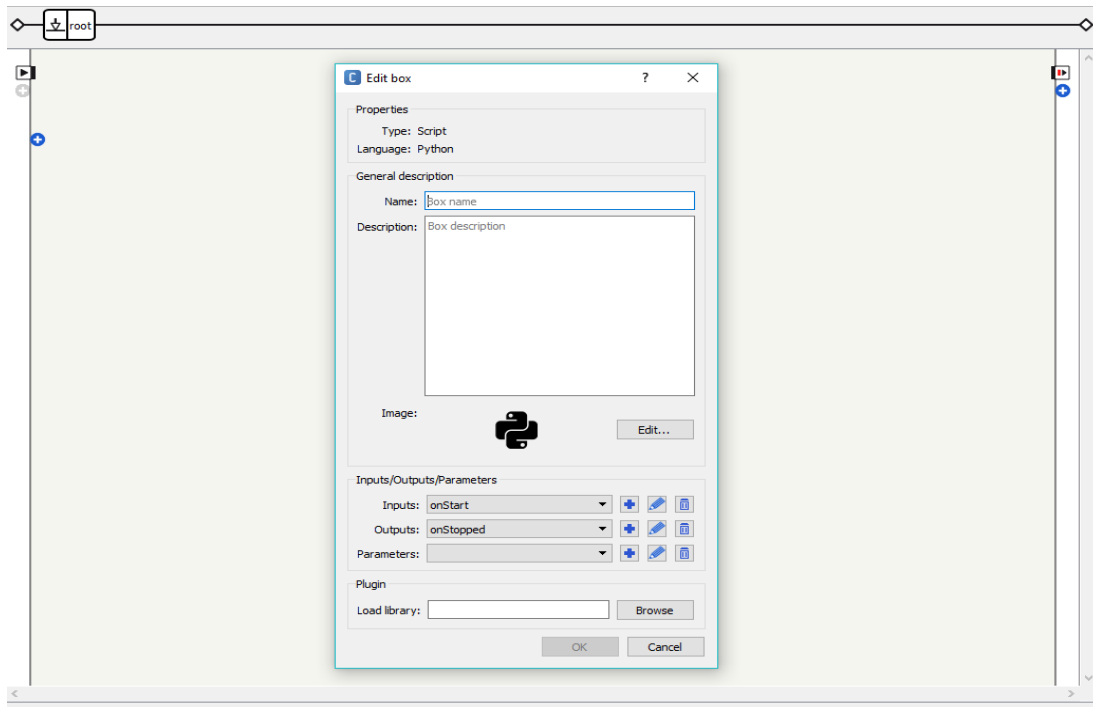 root
Edit box
?
Properties
Type: Script
Language: Python
General description
Name: Box name
Description: Box description
Image:
Edit...
Inputs/Outputs/Parameters
Inputs: onStart
Outputs: onStopped
Parameters:
Plugin
Load library: Browse
OK Cancel